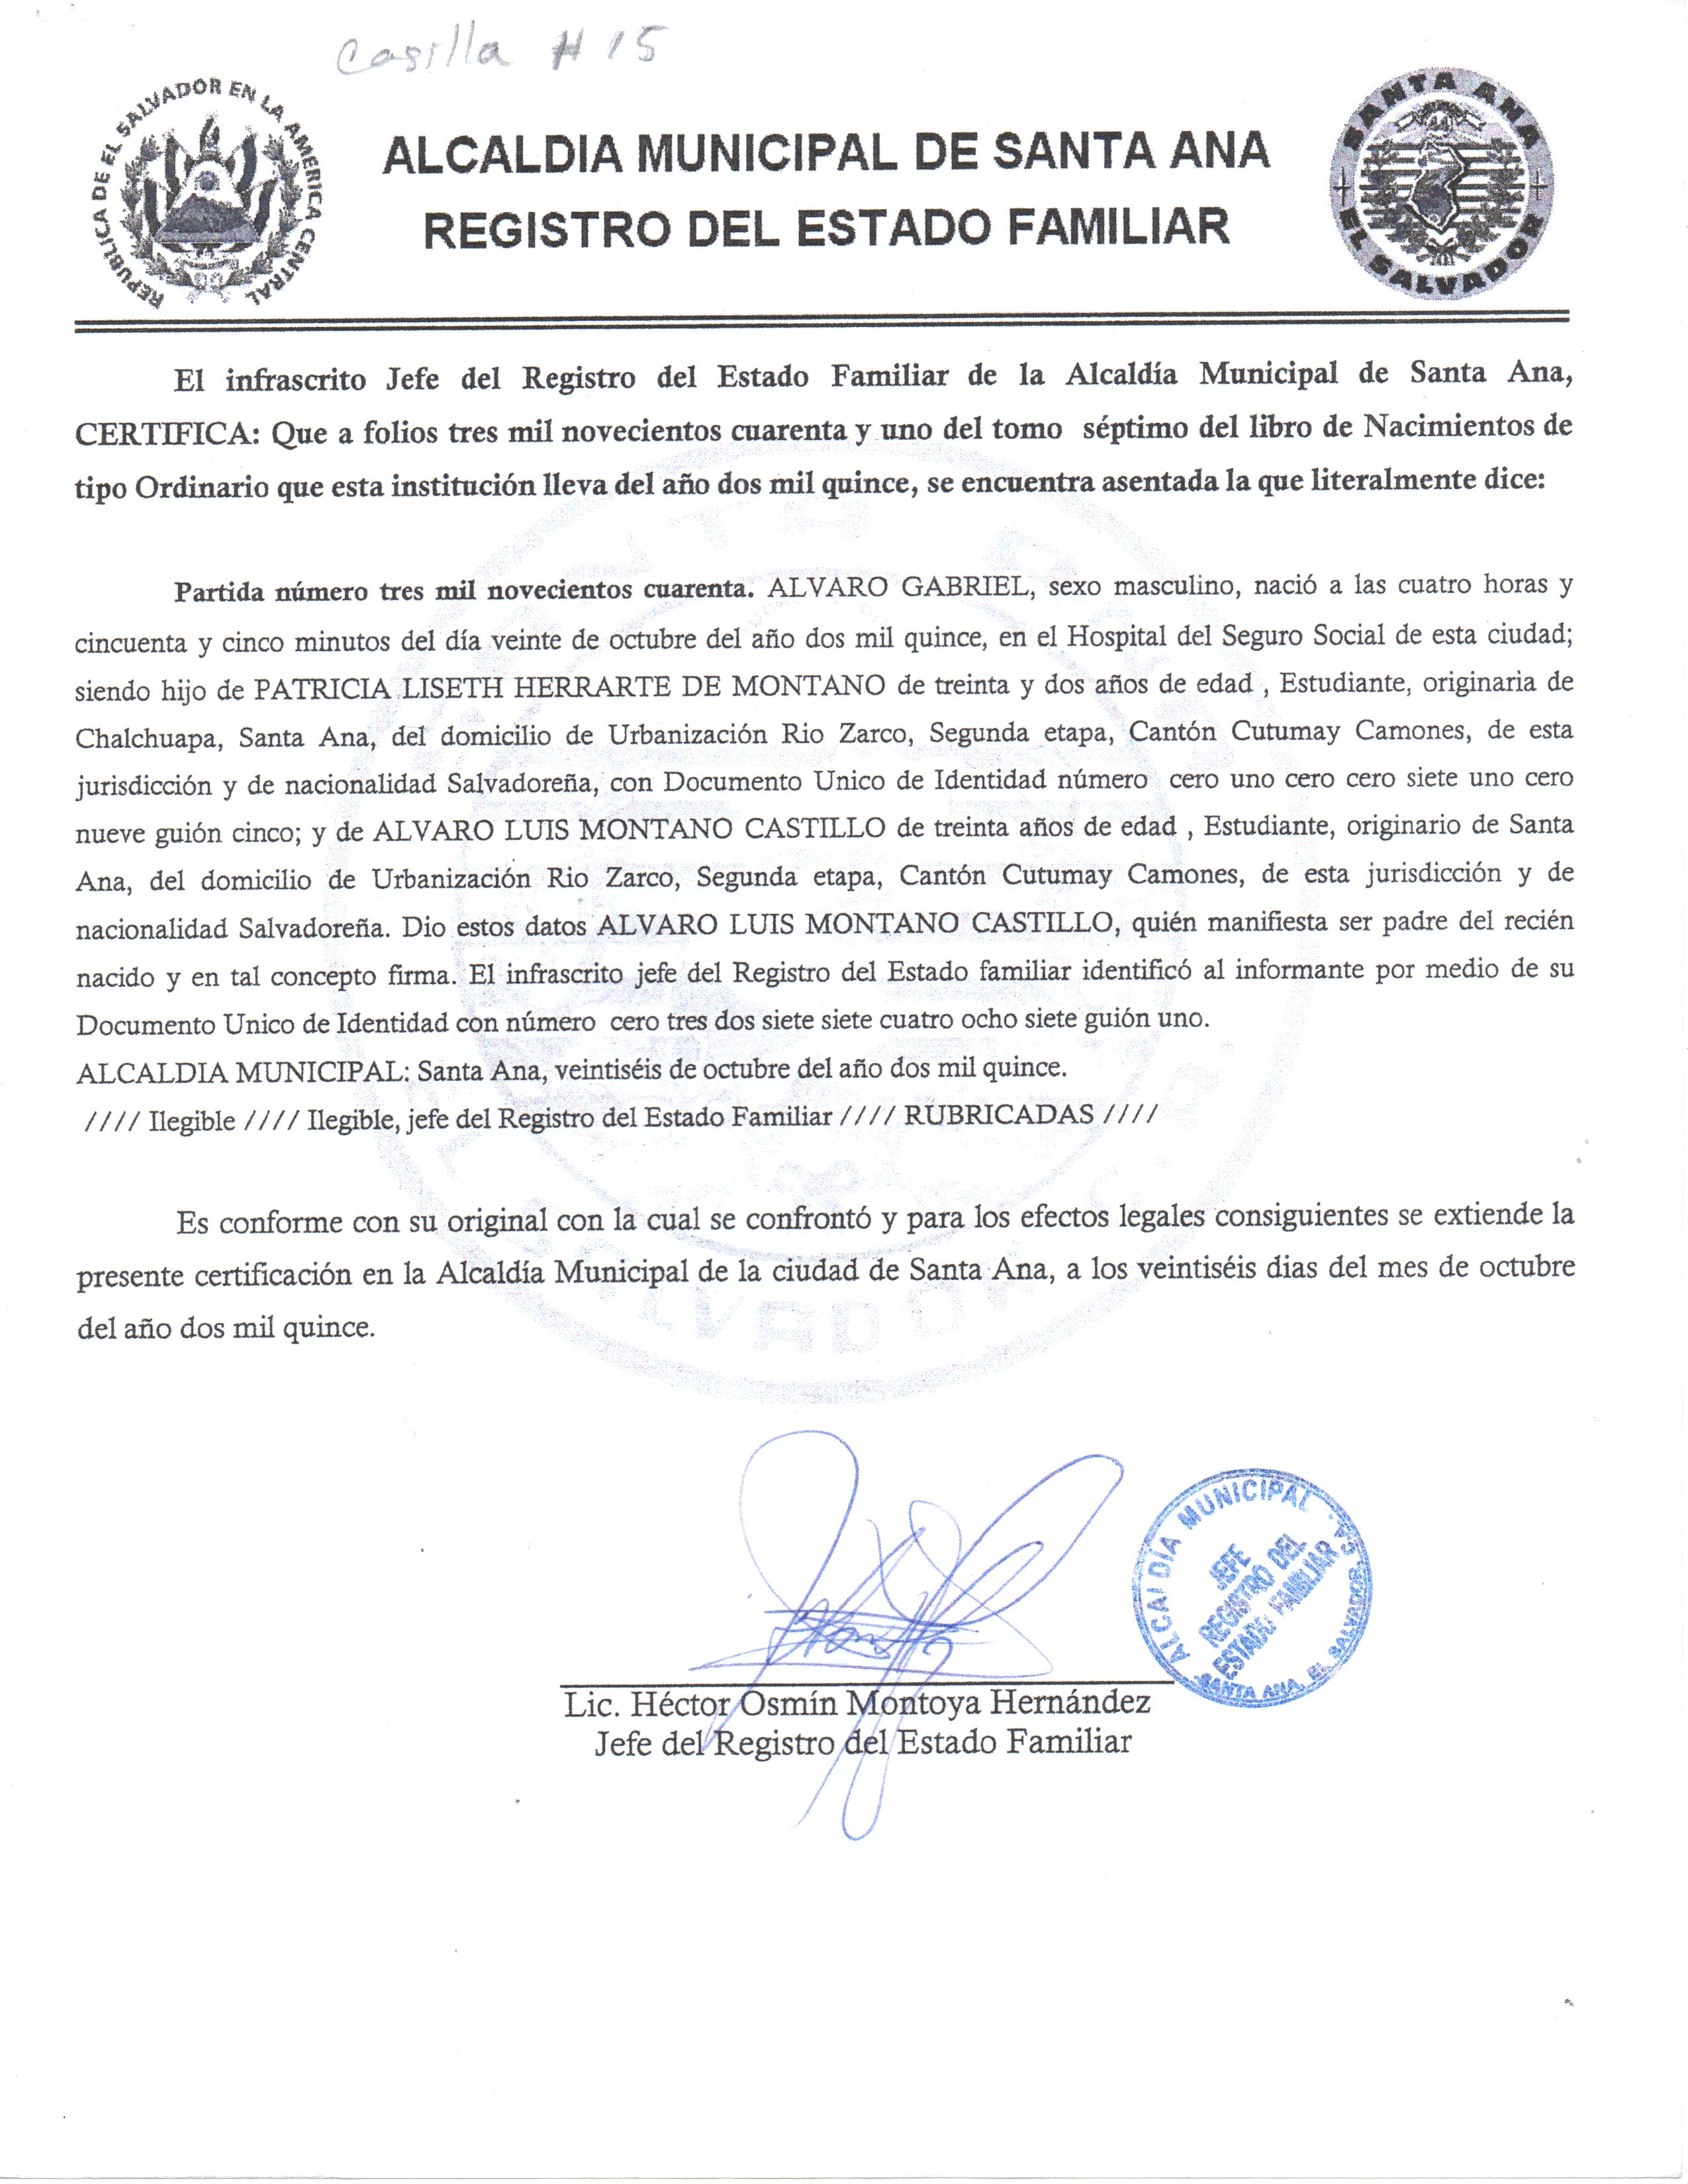 Casilla # 15
REPUBLICA DE EL SALVADOR EN LA AMERICA CENTRAL
ALCALDIA MUNICIPAL DE SANTA ANA
REGISTRO DEL ESTADO FAMILIAR
SANTA ANA
EL SALVADOR
El infrascrito Jefe del Registro del Estado Familiar de la Alcaldía Municipal de Santa Ana,
CERTIFICA: Que a folios tres mil novecientos cuarenta y uno del tomo séptimo del libro de Nacimientos de
tipo Ordinario que esta institución lleva del año dos mil quince, se encuentra asentada la que literalmente dice:
Partida número tres mil novecientos cuarenta. ALVARO GABRIEL, sexo masculino, nació a las cuatro horas y
cincuenta y cinco minutos del día veinte de octubre del año dos mil quince, en el Hospital del Seguro Social de esta ciudad;
siendo hijo de PATRICIA LISETH HERRARTE DE MONTANO de treinta y dos años de edad , Estudiante, originaria de
Chalchuapa, Santa Ana, del domicilio de Urbanización Rio Zarco, Segunda etapa, Cantón Cutumay Camones, de esta
jurisdicción y de nacionalidad Salvadoreña, con Documento Unico de Identidad número cero uno cero cero siete uno cero
nueve guión cinco; y de ALVARO LUIS MONTANO CASTILLO de treinta años de edad , Estudiante, originario de Santa
Ana, del domicilio de Urbanización Rio Zarco, Segunda etapa, Cantón Cutumay Camones, de esta jurisdicción y de
nacionalidad Salvadoreña. Dio estos datos ALVARO LUIS MONTANO CASTILLO, quién manifiesta ser padre del recién
nacido y en tal concepto firma. El infrascrito jefe del Registro del Estado familiar identificó al informante por medio de su
Documento Unico de Identidad con número cero tres dos siete siete cuatro ocho siete guión uno.
ALCALDIA MUNICIPAL: Santa Ana, veintiséis de octubre del año dos mil quince.
//// Ilegible //// Ilegible, jefe del Registro del Estado Familiar //// RUBRICADAS ////
Es conforme con su original con la cual se confrontó y para los efectos legales consiguientes se extiende la
presente certificación en la Alcaldía Municipal de la ciudad de Santa Ana, a los veintiséis dias del mes de octubre
del año dos mil quince.
ALCALDÍA MUNICIPAL
JEFE
REGISTRO DEL
ESTADO FAMILIAR
SANTA ANA, EL SALVADOR, C.A.
Lic. Héctor Osmín Montoya Hernández
Jefe del Registro del Estado Familiar